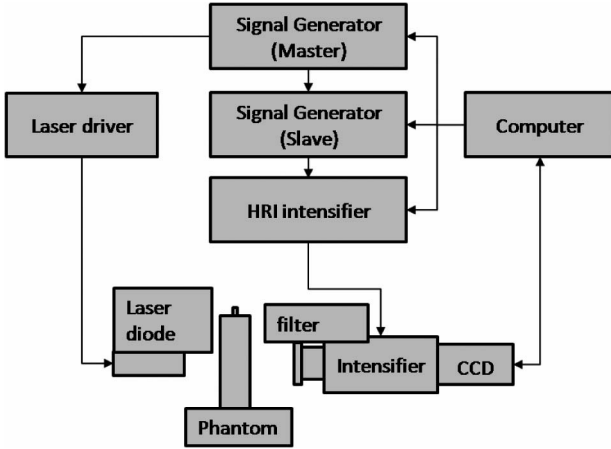 Signal Generator
(Master)
Laser driver
Signal Generator
(Slave)
Computer
HRI intensifier
Laser
diode
filter
Intensifier
CCD
Phantom